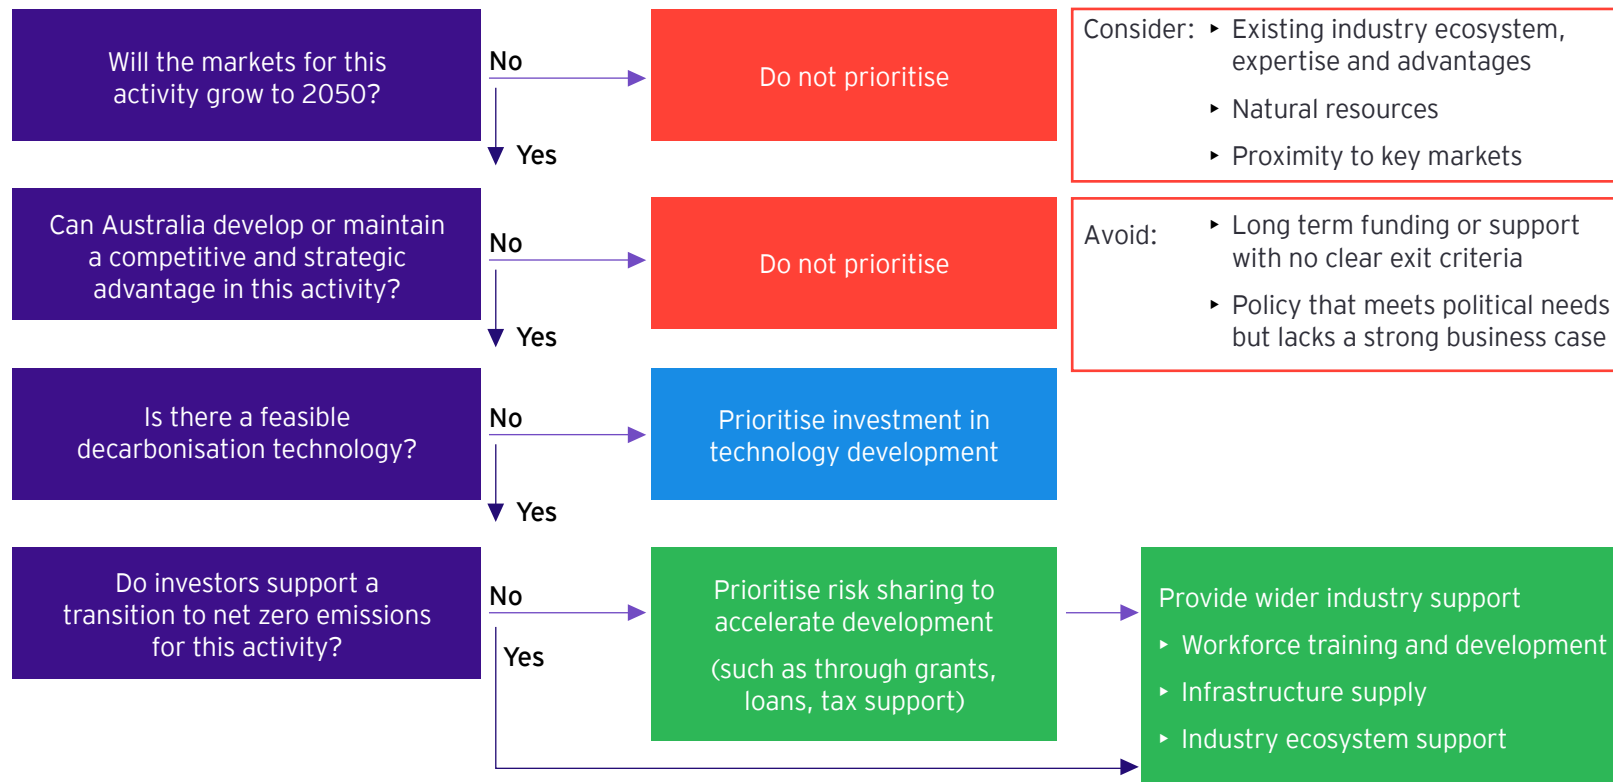 Will the markets for this
activity grow to 2050?
No
Yes
Do not prioritise
Consider:
‣ Existing industry ecosystem,
expertise and advantages
‣ Natural resources
‣ Proximity to key markets
Can Australia develop or maintain
a competitive and strategic
advantage in this activity?
No
Yes
Do not prioritise
Avoid:
‣ Long term funding or support
with no clear exit criteria
‣ Policy that meets political needs
but lacks a strong business case
Is there a feasible
decarbonisation technology?
No
Yes
Prioritise investment in
technology development
Do investors support a
transition to net zero emissions
for this activity?
No
Yes
Prioritise risk sharing to
accelerate development
(such as through grants,
loans, tax support)
Provide wider industry support
‣ Workforce training and development
‣ Infrastructure supply
‣ Industry ecosystem support